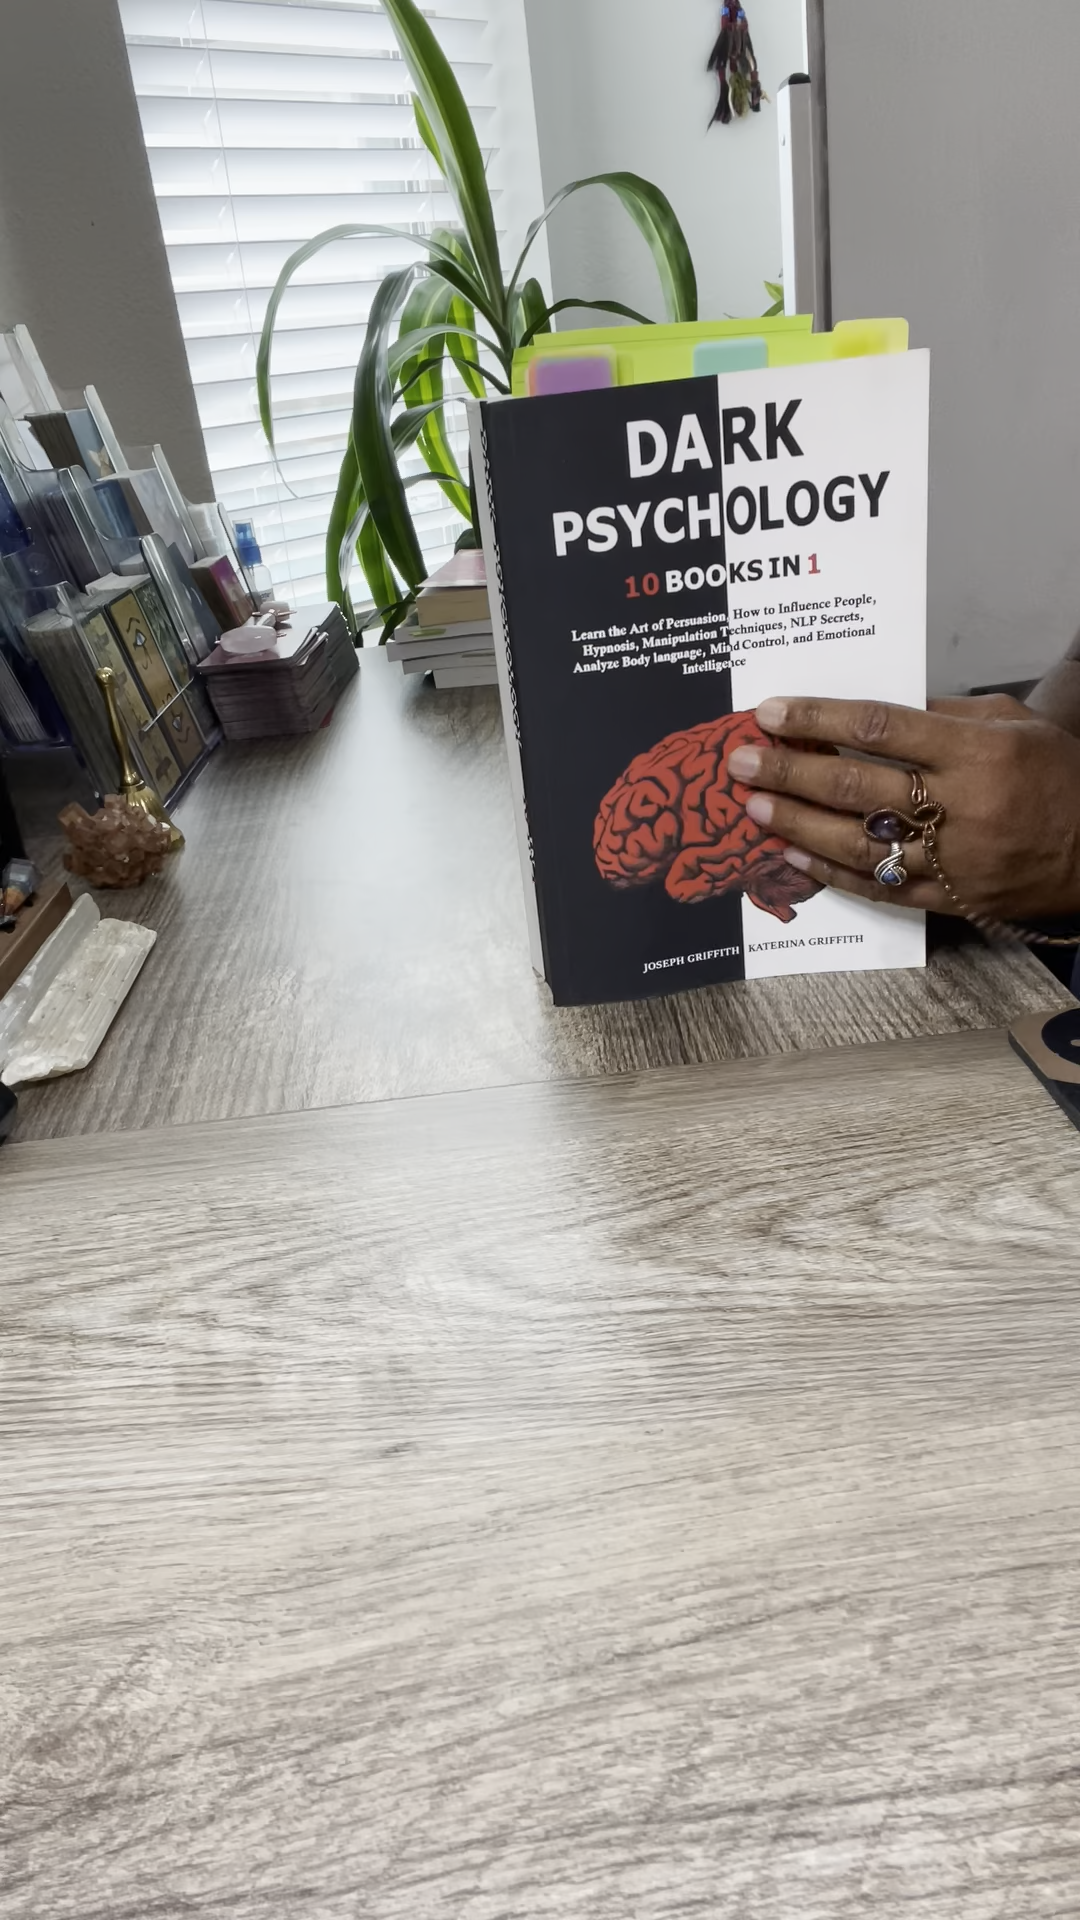 DARK
PSYCHOLOGY
10 BOOKS IN 1
Learn the Art of Persuasion, How to Influence People,
Hypnosis, Manipulation Techniques, NLP Secrets,
Analyze Body language, Mind Control, and Emotional
Intelligence
JOSEPH GRIFFITH KATERINA GRIFFITH